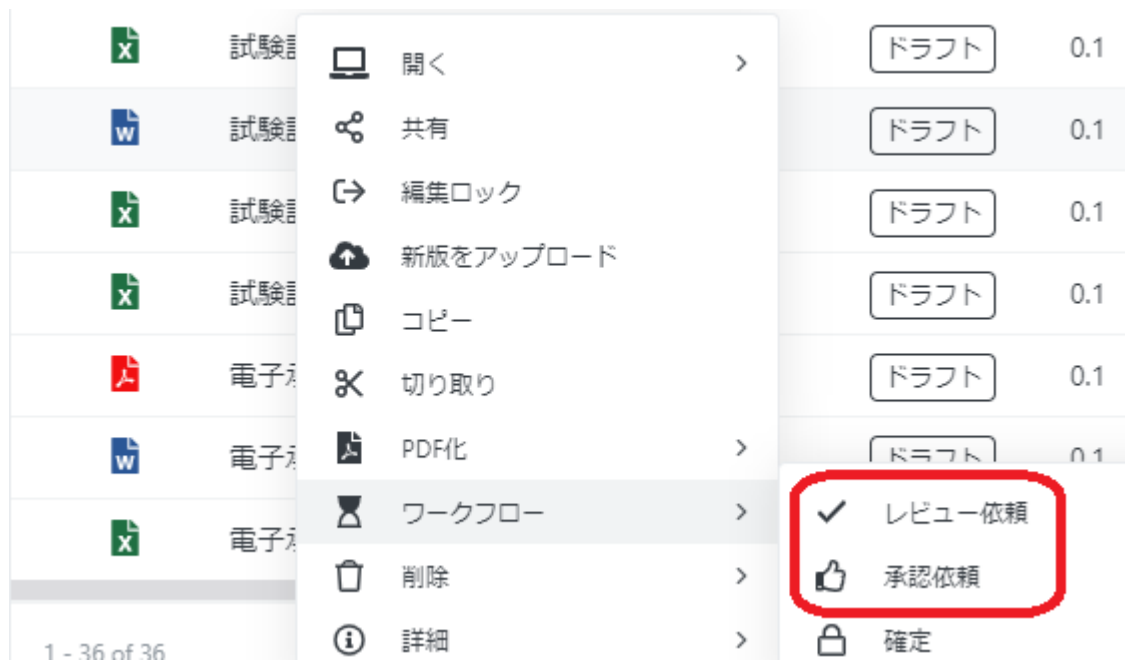 試験 ドラフト 0.1
開く
試験 ドラフト 0.1
共有
編集ロック
試験 ドラフト 0.1
新版をアップロード
試験 ドラフト 0.1
コピー
電子 ドラフト 0.1
切り取り
電子 PDF化 ドラフト 0.1
ワークフロー レビュー依頼
電子
削除 承認依頼
1 - 36 of 36 詳細 確定